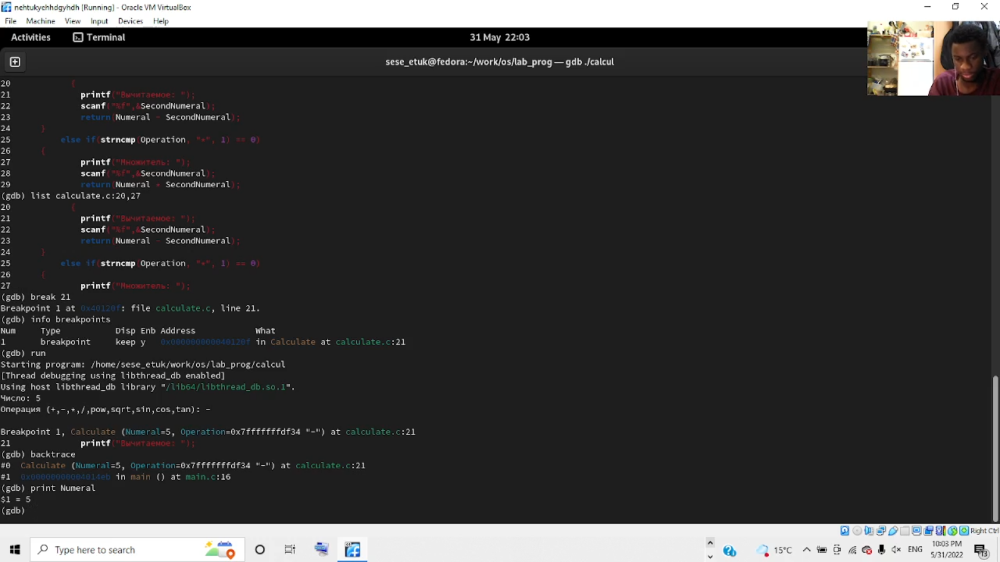 nehtukyehhdgyhdh [Running] - Oracle VM VirtualBox
File Machine View Input Devices Help
Activities Terminal 31 May 22:03
sese_etuk@fedora:~/work/os/lab_prog — gdb ./calcul
20 {
21 printf("Вычитаемое: ");
22 scanf("%f",&SecondNumeral);
23 return(Numeral - SecondNumeral);
24 }
25 else if(strncmp(Operation, "*", 1) == 0)
26 {
27 printf("Множитель: ");
28 scanf("%f",&SecondNumeral);
29 return(Numeral * SecondNumeral);
(gdb) list calculate.c:20,27
20 {
21 printf("Вычитаемое: ");
22 scanf("%f",&SecondNumeral);
23 return(Numeral - SecondNumeral);
24 }
25 else if(strncmp(Operation, "*", 1) == 0)
26 {
27 printf("Множитель: ");
(gdb) break 21
Breakpoint 1 at 0x40120f: file calculate.c, line 21.
(gdb) info breakpoints
Num Type Disp Enb Address What
1 breakpoint keep y 0x000000000040120f in Calculate at calculate.c:21
(gdb) run
Starting program: /home/sese_etuk/work/os/lab_prog/calcul
[Thread debugging using libthread_db enabled]
Using host libthread_db library "/lib64/libthread_db.so.1".
Число: 5
Операция (+,-,*,/,pow,sqrt,sin,cos,tan): -
Breakpoint 1, Calculate (Numeral=5, Operation=0x7fffffffdf34 "-") at calculate.c:21
21 printf("Вычитаемое: ");
(gdb) backtrace
#0 Calculate (Numeral=5, Operation=0x7fffffffdf34 "-") at calculate.c:21
#1 0x00000000004014eb in main () at main.c:16
(gdb) print Numeral
$1 = 5
(gdb)
Right Ctrl
Type here to search
15°C
ENG
10:03 PM
5/31/2022
13